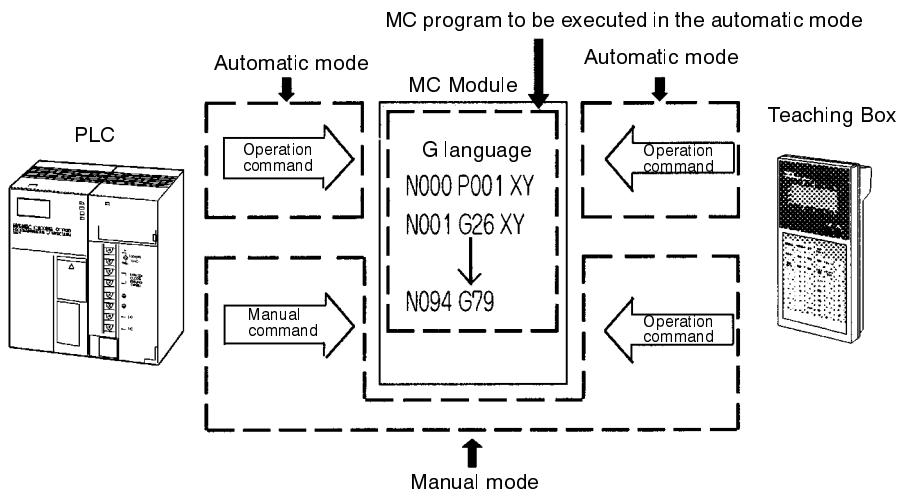 MC program to be executed in the automatic mode
Automatic mode
Automatic mode
MC Module
PLC
Teaching Box
Operation
command
G language
N000 P001 XY
N001 G26 XY
N094 G79
Operation
command
Manual
command
Operation
command
Manual mode